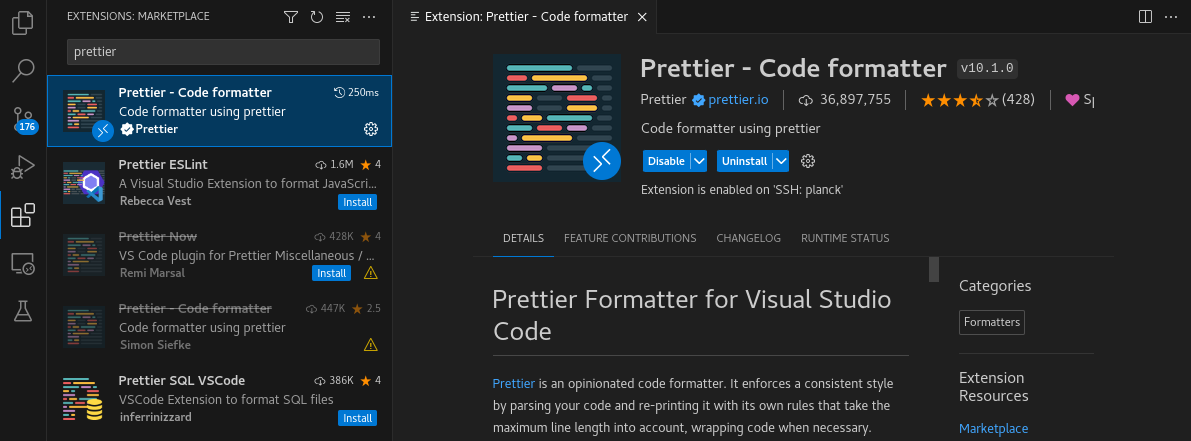 EXTENSIONS: MARKETPLACE
prettier
176
Prettier - Code formatter 250ms
Code formatter using prettier
Prettier
Prettier ESLint 1.6M 4
A Visual Studio Extension to format JavaScri...
Rebecca Vest Install
Prettier Now 428K 4
VS Code plugin for Prettier Miscellaneous / ...
Remi Marsal Install
Prettier - Code formatter 447K 2.5
Code formatter using prettier
Simon Siefke
Prettier SQL VSCode 386K 4
VSCode Extension to format SQL files
inferrinizzard Install
Extension: Prettier - Code formatter
Prettier - Code formatter v10.1.0
Prettier prettier.io 36,897,755 (428)
Code formatter using prettier
Disable Uninstall
Extension is enabled on 'SSH: planck'
DETAILS FEATURE CONTRIBUTIONS CHANGELOG RUNTIME STATUS
Prettier Formatter for Visual Studio
Code
Prettier is an opinionated code formatter. It enforces a consistent style
by parsing your code and re-printing it with its own rules that take the
maximum line length into account, wrapping code when necessary.
Categories
Formatters
Extension
Resources
Marketplace